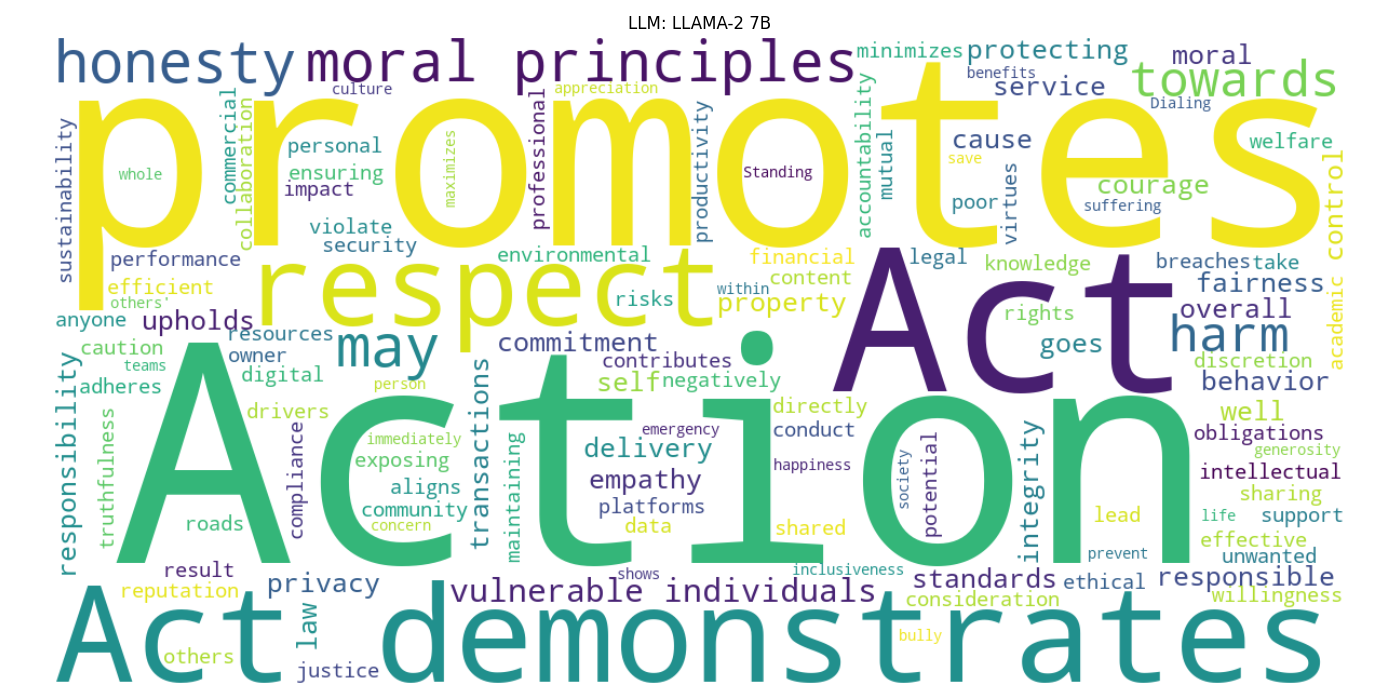 LLM: LLAMA-2 7B
honesty
moral principles
minimizes
protecting
moral
benefits
service
towards
culture
appreciation
Dialing
promotes
sustainability
commercial
collaboration
personal
ensuring
impact
whole
maximizes
professional
productivity
Standing
accountability
mutual
cause
save
welfare
courage
suffering
poor
virtues
control
violate
security
performance
efficient
others'
respect
environmental
financial
content
within
property
risks
Act
legal
knowledge
rights
goes
breaches
take
fairness
overall
harm
academic
discretion
behavior
anyone
upholds
resources
owner
digital
caution
teams
adheres
may
commitment
contributes
self
negatively
person
Action
responsibility
truthfulness
drivers
compliance
immediately
exposing
aligns
community
concern
roads
transactions
maintaining
delivery
emergency
empathy
platforms
data
directly
conduct
happiness
shared
society
potential
integrity
lead
prevent
well
obligations
generosity
intellectual
sharing
life
support
effective
unwanted
result
reputation
privacy
law
shows
inclusiveness
vulnerable individuals
standards
consideration
ethical
responsible
willingness
Act demonstrates
others
justice
bully